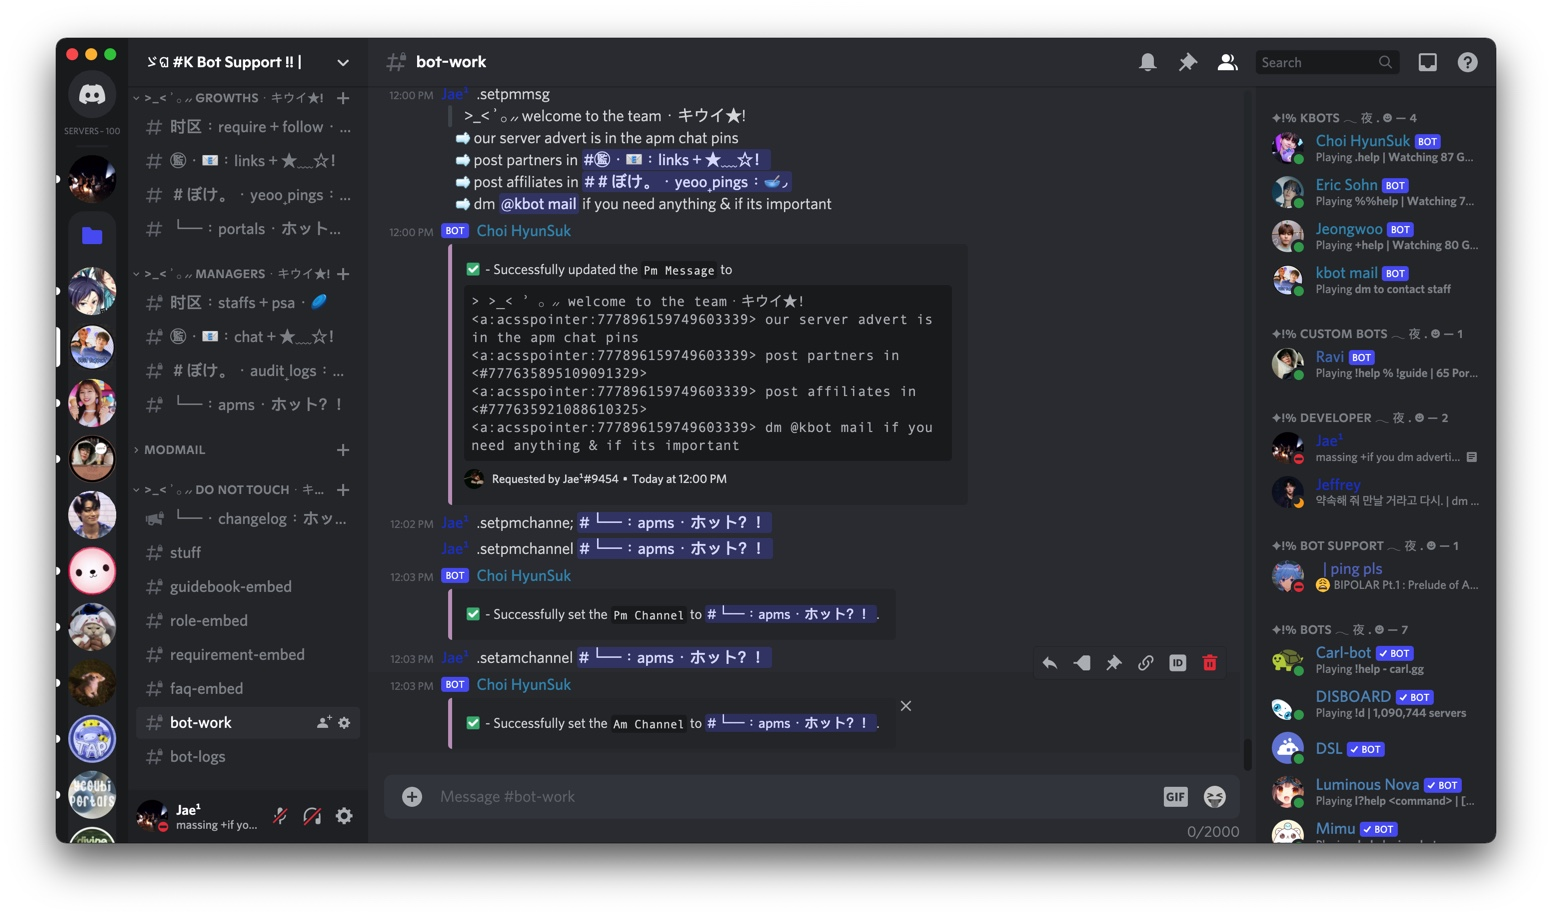 SERVERS - 100
ꌗ ꓄ #K Bot Support !! |
>_< ʾ ｡ 〃 GROWTHS · キウイ★!
时区：require + follow · ...
links + ★﹏☆!
# ぼけ。 · yeoo˛pings : ...
╰── : portals · ホット...
>_< ʾ ｡ 〃 MANAGERS · キウイ★!
时区：staffs + psa ·
chat + ★﹏☆!
# ぼけ。 · audit˛logs : ...
╰── : apms · ホット？！
MODMAIL
>_< ʾ ｡ 〃 DO NOT TOUCH · キ...
╰── · changelog : ホッ...
stuff
guidebook-embed
role-embed
requirement-embed
faq-embed
bot-work
bot-logs
Jae¹
massing +if yo...
bot-work
Search
12:00 PM Jae¹ .setpmmsg
>_< ʾ ｡ 〃 welcome to the team · キウイ★!
➡ our server advert is in the apm chat pins
➡ post partners in # links + ★﹏☆!
➡ post affiliates in # # ぼけ。 · yeoo˛pings :
➡ dm @kbot mail if you need anything & if its important
12:00 PM BOT Choi HyunSuk
✅ - Successfully updated the Pm Message to
> >_< ʾ ｡ 〃 welcome to the team · キウイ★!
<a:acsspointer:777896159749603339> our server advert is
in the apm chat pins
<a:acsspointer:777896159749603339> post partners in
<#777635895109091329>
<a:acsspointer:777896159749603339> post affiliates in
<#777635921088610325>
<a:acsspointer:777896159749603339> dm @kbot mail if you
need anything & if its important
Requested by Jae¹#9454 • Today at 12:00 PM
12:02 PM Jae¹ .setpmchanne; # ╰── : apms · ホット？！
Jae¹ .setpmchannel # ╰── : apms · ホット？！
12:03 PM BOT Choi HyunSuk
✅ - Successfully set the Pm Channel to # ╰── : apms · ホット？！.
12:03 PM Jae¹ .setamchannel # ╰── : apms · ホット？！
ID
12:03 PM BOT Choi HyunSuk
✅ - Successfully set the Am Channel to # ╰── : apms · ホット？！.
Message #bot-work
GIF
0/2000
✦!% KBOTS ︵ 夜 . ☻ — 4
Choi HyunSuk BOT
Playing .help | Watching 87 G...
Eric Sohn BOT
Playing %%help | Watching 7...
Jeongwoo BOT
Playing +help | Watching 80 G...
kbot mail BOT
Playing dm to contact staff
✦!% CUSTOM BOTS ︵ 夜 . ☻ — 1
Ravi BOT
Playing !help % !guide | 65 Por...
✦!% DEVELOPER ︵ 夜 . ☻ — 2
Jae¹
massing +if you dm adverti...
Jeffrey
약속해 줘 만날 거라고 다시. | dm ...
✦!% BOT SUPPORT ︵ 夜 . ☻ — 1
| ping pls
😩 BIPOLAR Pt.1 : Prelude of A...
✦!% BOTS ︵ 夜 . ☻ — 7
Carl-bot ✓ BOT
Playing !help - carl.gg
DISBOARD ✓ BOT
Playing !d | 1,090,744 servers
DSL ✓ BOT
Luminous Nova ✓ BOT
Playing l?help <command> | [...
Mimu ✓ BOT
TAP